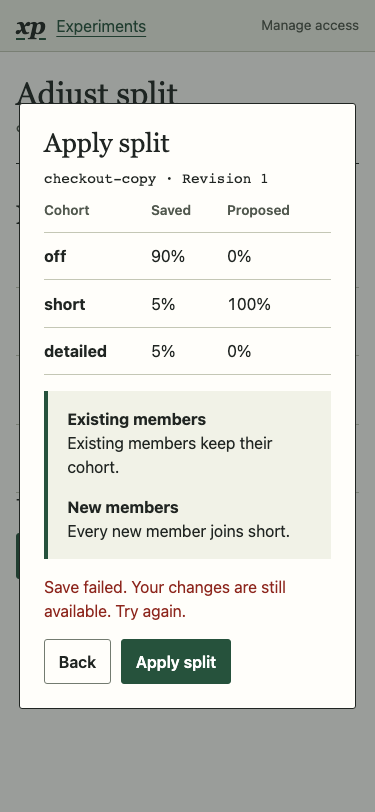 xp Experiments Manage access
Adjust split
Apply split
checkout-copy · Revision 1
Cohort Saved Proposed
off 90% 0%
short 5% 100%
detailed 5% 0%
Existing members
Existing members keep their
cohort.
New members
Every new member joins short.
Save failed. Your changes are still
available. Try again.
Back Apply split